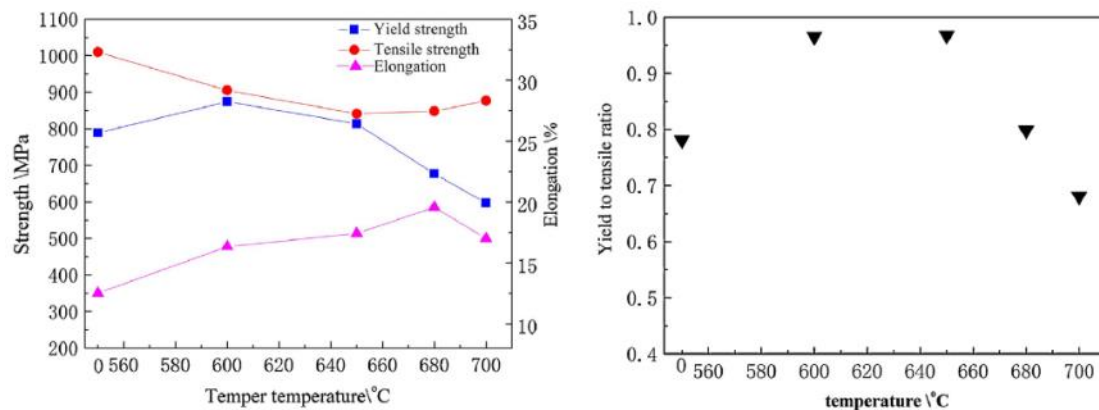 1100
1000
900
800
700
600
500
400
300
200
Strength \MPa
Yield strength
Tensile strength
Elongation
35
30
25
20
15
10
Elongation \%
0 560 580 600 620 640 660 680 700
Temper temperature\°C
1.0
0.9
0.8
0.7
0.6
0.5
0.4
Yield to tensile ratio
0 560 580 600 620 640 660 680 700
temperature \°C